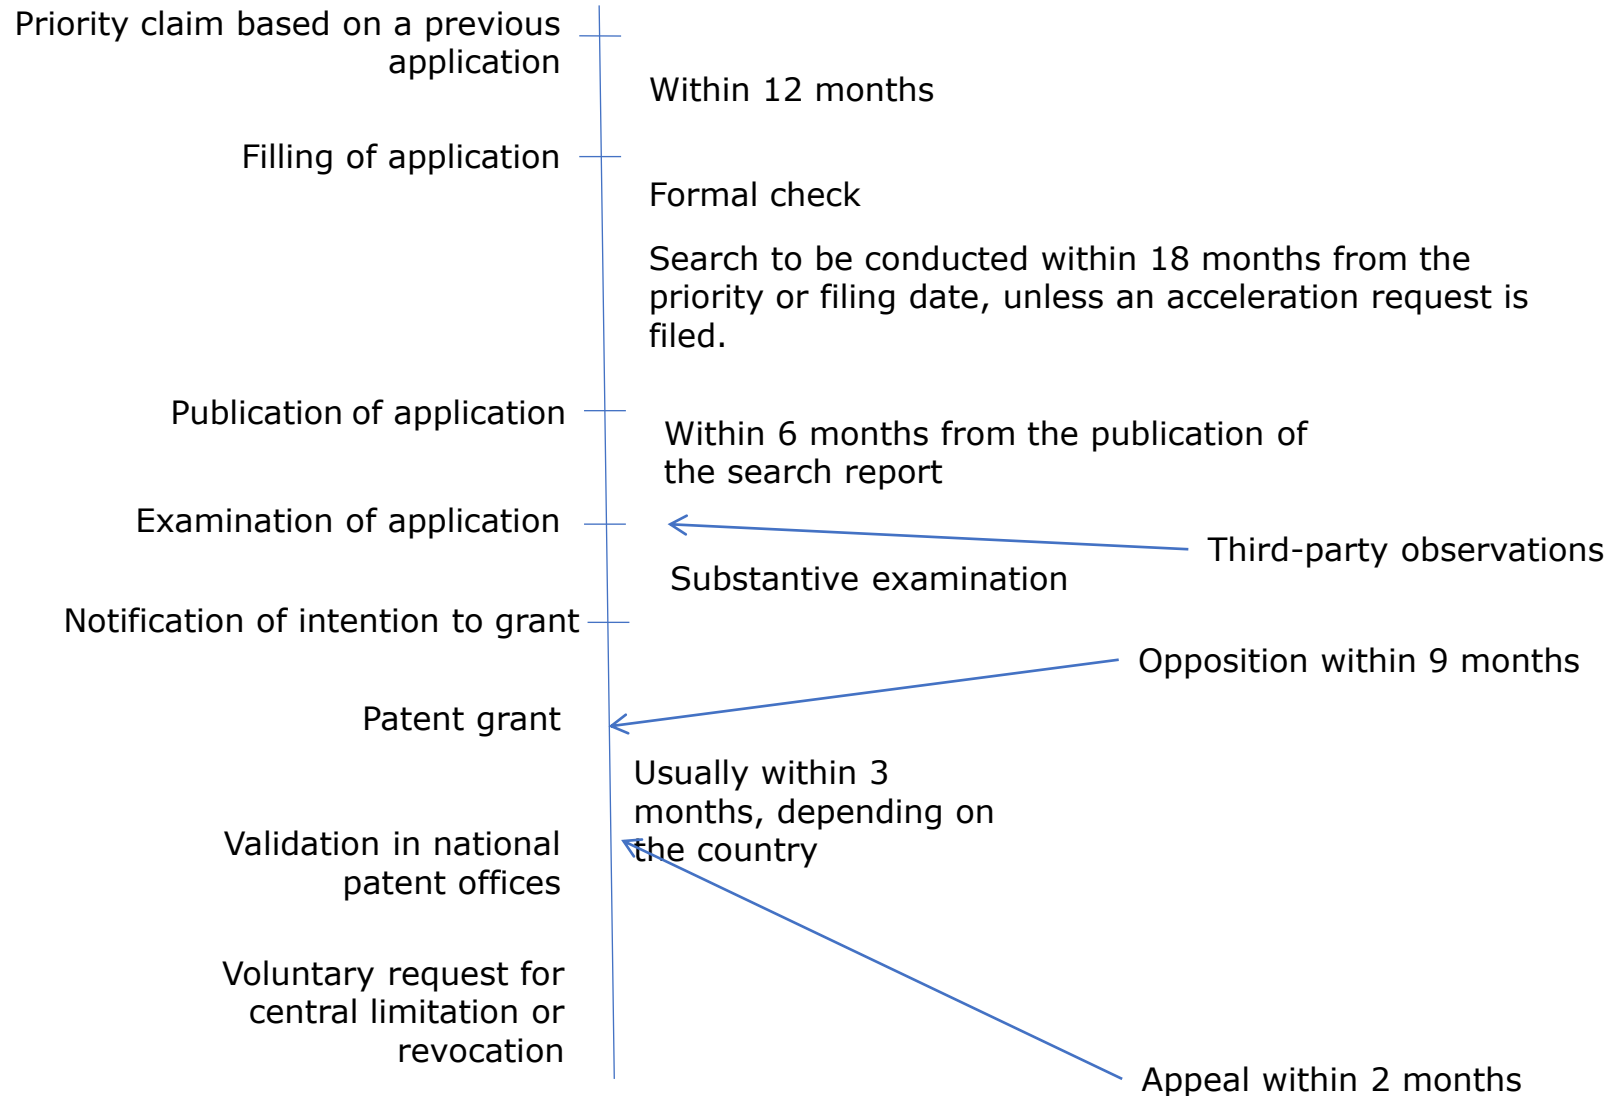 Priority claim based on a previous
application
Within 12 months
Filling of application
Formal check
Search to be conducted within 18 months from the
priority or filing date, unless an acceleration request is
filed.
Publication of application
Within 6 months from the publication of
the search report
Examination of application
Third-party observations
Substantive examination
Notification of intention to grant
Opposition within 9 months
Patent grant
Usually within 3
months, depending on
the country
Validation in national
patent offices
Voluntary request for
central limitation or
revocation
Appeal within 2 months